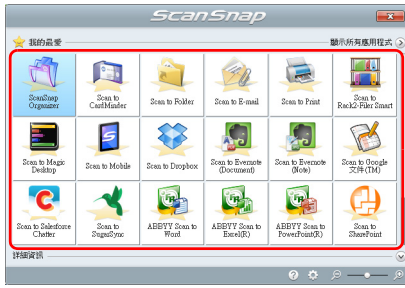 ScanSnap
我的最愛
顯示所有應用程式
ScanSnap
Organizer
Scan to
CardMinder
Scan to Folder
Scan to E-mail
Scan to Print
Scan to
Rack2-Filer Smart
Scan to Magic
Desktop
Scan to Mobile
Scan to Dropbox
Scan to Evernote
(Document)
Scan to Evernote
(Note)
Scan to Google
文件(TM)
Scan to Salesforce
Chatter
Scan to
SugarSync
ABBYY Scan to
Word
ABBYY Scan to
Excel(R)
ABBYY Scan to
PowerPoint(R)
Scan to
SharePoint
詳細資訊